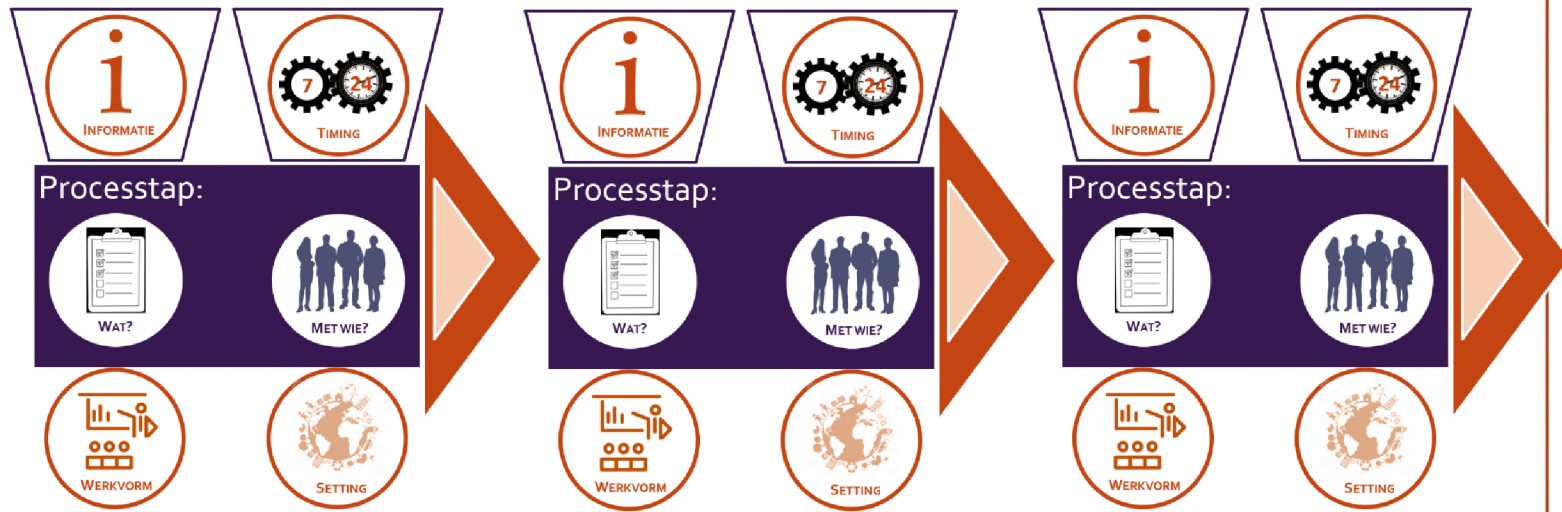 INFORMATIE
7 24
TIMING
Processtap:
WAT?
MET WIE?
WERKVORM
SETTING
INFORMATIE
7 24
TIMING
Processtap:
WAT?
MET WIE?
WERKVORM
SETTING
INFORMATIE
7 24
TIMING
Processtap:
WAT?
MET WIE?
WERKVORM
SETTING